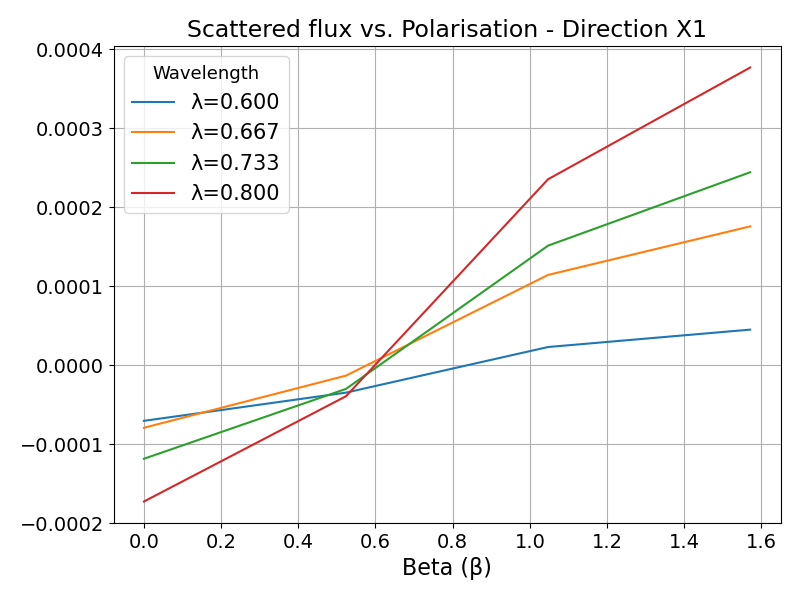 Scattered flux vs. Polarisation - Direction X1
0.0004
0.0003
0.0002
0.0001
0.0000
−0.0001
−0.0002
Wavelength
λ=0.600
λ=0.667
λ=0.733
λ=0.800
0.0 0.2 0.4 0.6 0.8 1.0 1.2 1.4 1.6
Beta (β)